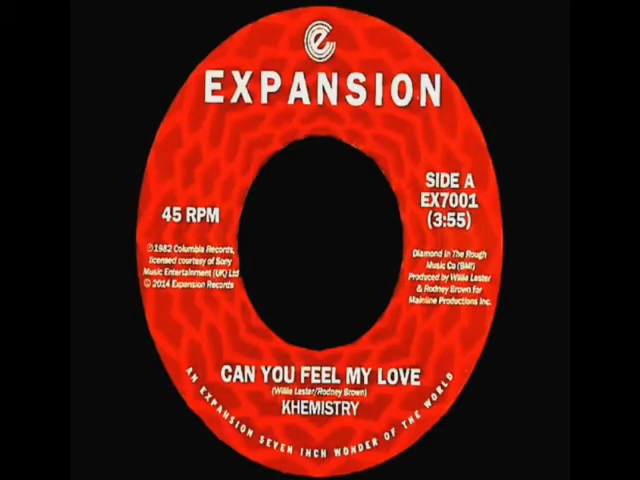 e
EXPANSION
SIDE A
EX7001
(3:55)
45 RPM
℗1982 Columbia Records,
licensed courtesy of Sony
Music Entertainment (UK) Ltd
© 2014 Expansion Records
Diamond In The Rough
Music Co (BMI)
Produced by Willie Lester
& Rodney Brown for
Mainline Productions Inc.
CAN YOU FEEL MY LOVE
(Willie Lester/Rodney Brown)
KHEMISTRY
AN EXPANSION SEVEN INCH WONDER OF THE WORLD